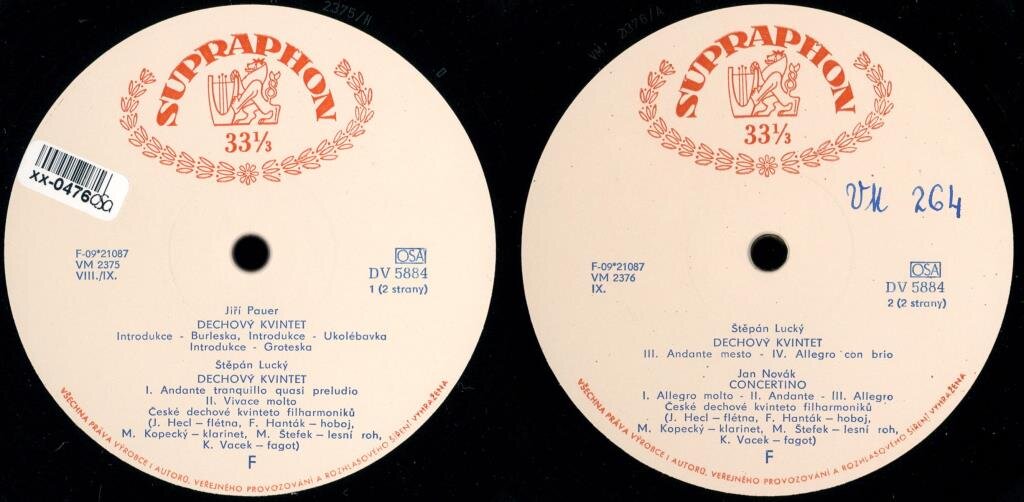 2375/H
SUPRAPHON
33⅓
xx-0476
F-09*21087
VM 2375
VIII./IX.
OSA
DV 5884
1 (2 strany)
Jiří Pauer
DECHOVÝ KVINTET
Introdukce - Burleska, Introdukce - Ukolébavka
Introdukce - Groteska
Štěpán Lucký
DECHOVÝ KVINTET
I. Andante tranquillo quasi preludio
II. Vivace molto
České dechové kvinteto filharmoniků
(J. Hecl – flétna, F. Hanták – hoboj,
M. Kopecký – klarinet, M. Štefek – lesní roh,
K. Vacek – fagot)
F
VŠECHNA PRÁVA VÝROBCE I AUTORŮ, VEŘEJNÉHO PROVOZOVÁNÍ A ROZHLASOVÉHO ŠÍŘENÍ VYHRAŽENA
VM - 2376/A
SUPRAPHON
33⅓
VM 264
F-09*21087
VM 2376
IX.
OSA
DV 5884
2 (2 strany)
Štěpán Lucký
DECHOVÝ KVINTET
III. Andante mesto - IV. Allegro con brio
Jan Novák
CONCERTINO
I. Allegro molto - II. Andante - III. Allegro
České dechové kvinteto filharmoniků
(J. Hecl – flétna, F. Hanták – hoboj,
M. Kopecký – klarinet, M. Štefek – lesní roh,
K. Vacek – fagot)
F
VŠECHNA PRÁVA VÝROBCE I AUTORŮ, VEŘEJNÉHO PROVOZOVÁNÍ A ROZHLASOVÉHO ŠÍŘENÍ VYHRAŽENA